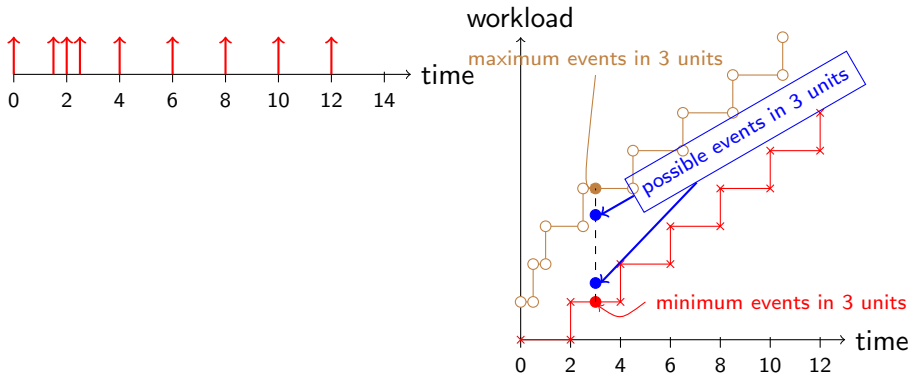 time
0 2 4 6 8 10 12 14
workload
maximum events in 3 units
possible events in 3 units
minimum events in 3 units
time
0 2 4 6 8 10 12